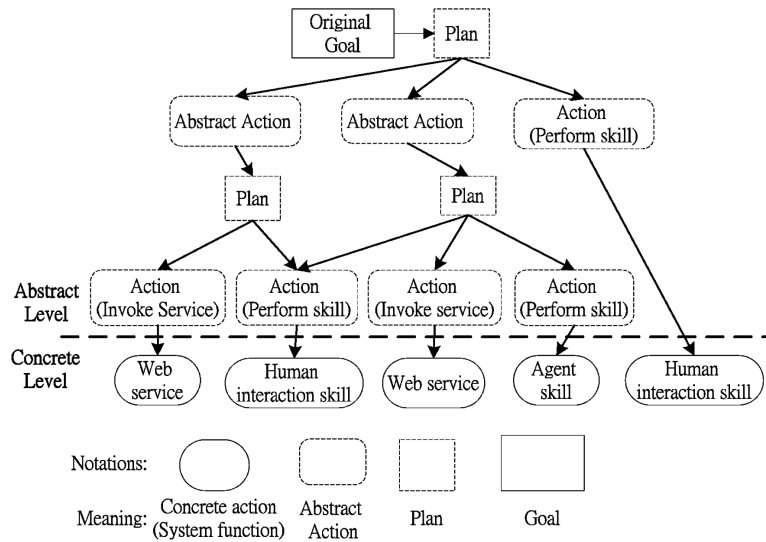 Original
Goal
Plan
Abstract Action
Abstract Action
Action
(Perform skill)
Plan
Plan
Abstract
Level
Action
(Invoke Service)
Action
(Perform skill)
Action
(Invoke service)
Action
(Perform skill)
Concrete
Level
Web
service
Human
interaction skill
Web service
Agent
skill
Human
interaction skill
Notations:
Meaning:
Concrete action
(System function)
Abstract
Action
Plan
Goal